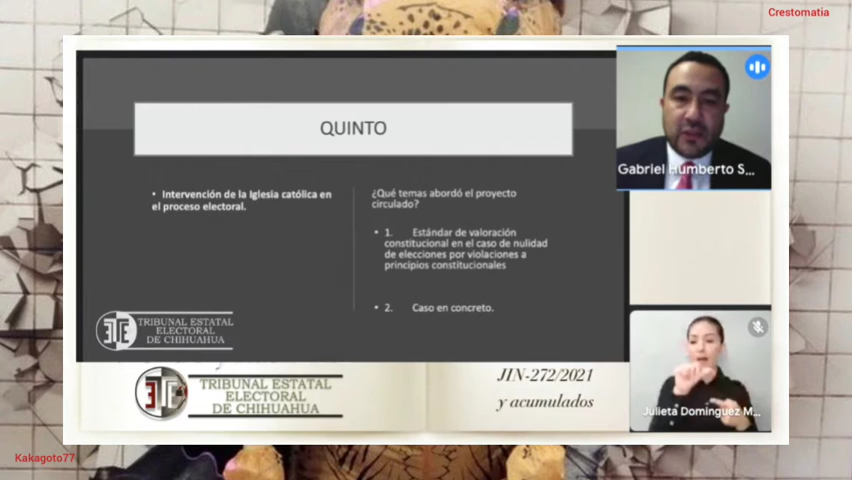 Crestomatia
QUINTO
• Intervención de la Iglesia católica en
el proceso electoral.
¿Qué temas abordó el proyecto
circulado?
• 1. Estándar de valoración
constitucional en el caso de nulidad
de elecciones por violaciones a
principios constitucionales
• 2. Caso en concreto.
TRIBUNAL ESTATAL
ELECTORAL
DE CHIHUAHUA
Gabriel Humberto S...
TRIBUNAL ESTATAL
ELECTORAL
DE CHIHUAHUA
JIN-272/2021
y acumulados
Julieta Dominguez M...
Kakagoto77